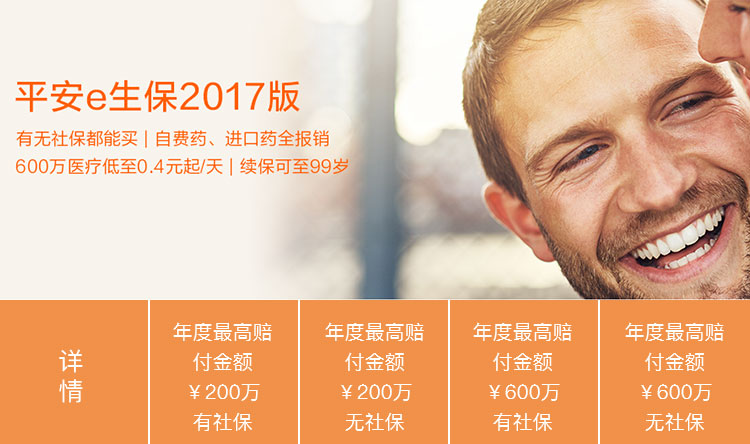 平安e生保2017版
有无社保都能买 | 自费药、进口药全报销
600万医疗低至0.4元起/天 | 续保可至99岁
详
情
年度最高赔
付金额
￥200万
有社保
年度最高赔
付金额
￥200万
无社保
年度最高赔
付金额
￥600万
有社保
年度最高赔
付金额
￥600万
无社保